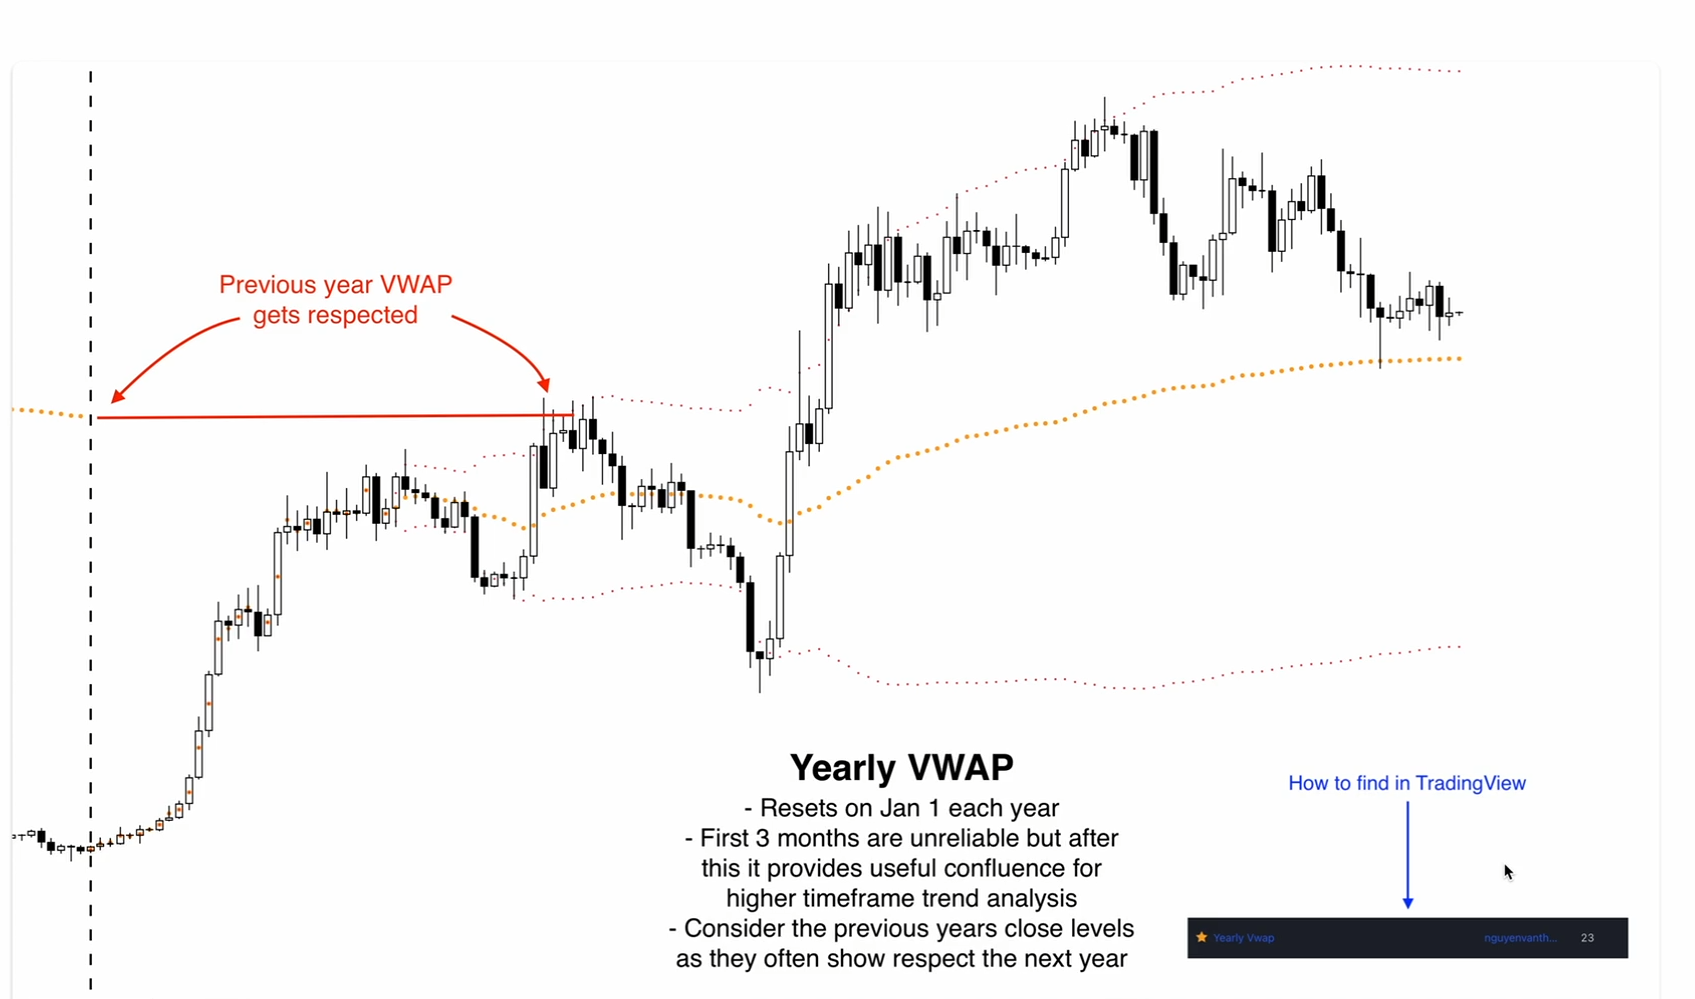 Previous year VWAP
gets respected
Yearly VWAP
- Resets on Jan 1 each year
- First 3 months are unreliable but after
this it provides useful confluence for
higher timeframe trend analysis
- Consider the previous years close levels
as they often show respect the next year
How to find in TradingView
Yearly Vwap nguyenvanth... 23